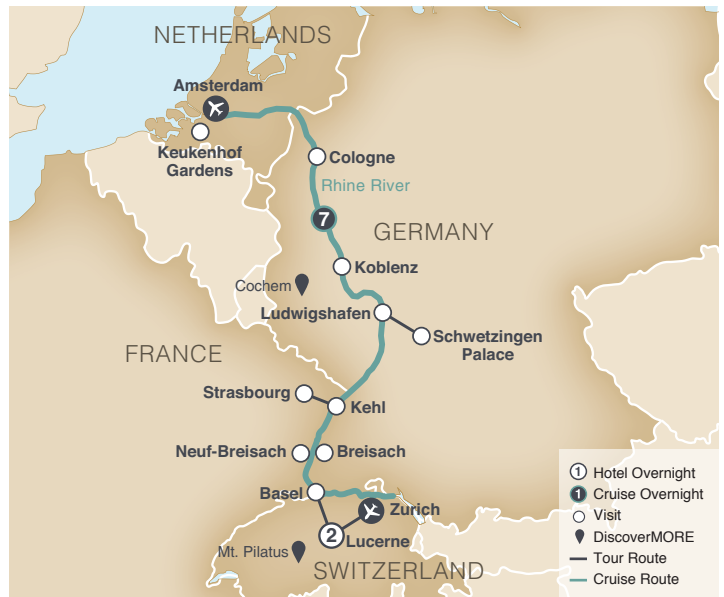 NETHERLANDS
Amsterdam
Keukenhof
Gardens
Cologne
Rhine River
7
GERMANY
Koblenz
Cochem
Ludwigshafen
Schwetzingen
Palace
FRANCE
Strasbourg
Kehl
Neuf-Breisach
Breisach
Basel
Zurich
2
Lucerne
Mt. Pilatus
SWITZERLAND
1 Hotel Overnight
1 Cruise Overnight
Visit
DiscoverMORE
Tour Route
Cruise Route